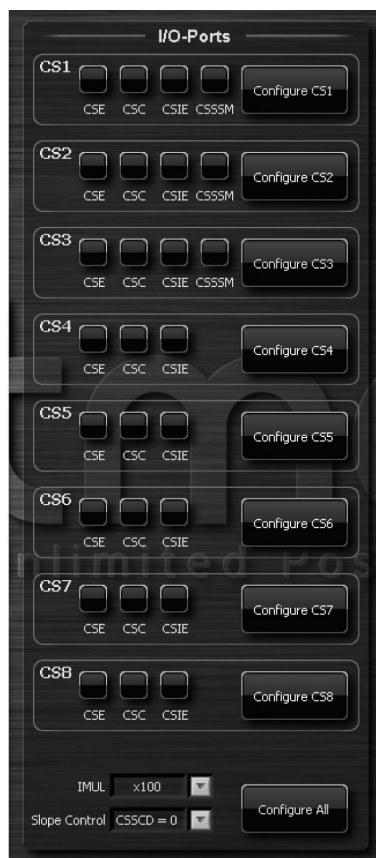 I/O-Ports
CS1
CSE CSC CSIE CSSSM
Configure CS1
CS2
CSE CSC CSIE CSSSM
Configure CS2
CS3
CSE CSC CSIE CSSSM
Configure CS3
CS4
CSE CSC CSIE
Configure CS4
CS5
CSE CSC CSIE
Configure CS5
CS6
CSE CSC CSIE
Configure CS6
nlimited Pos
CS7
CSE CSC CSIE
Configure CS7
CS8
CSE CSC CSIE
Configure CS8
IMUL x100
Slope Control CSSCD = 0
Configure All